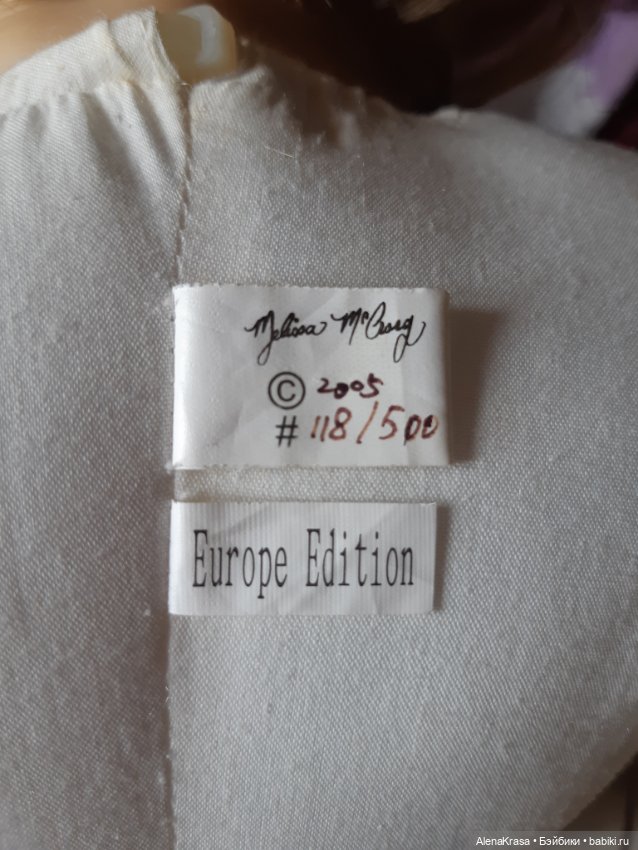 Melissa McCrory
© 2005
# 118/500
Europe Edition
AlenaKrasa • Бэйбики • babiki.ru